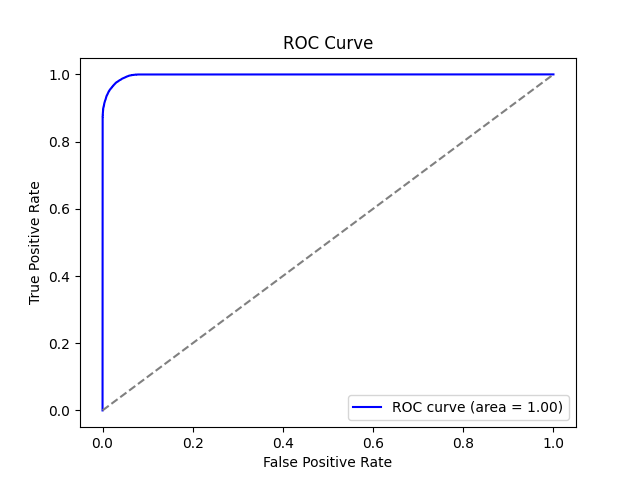 ROC Curve
True Positive Rate
1.0
0.8
0.6
0.4
0.2
0.0
ROC curve (area = 1.00)
0.0 0.2 0.4 0.6 0.8 1.0
False Positive Rate